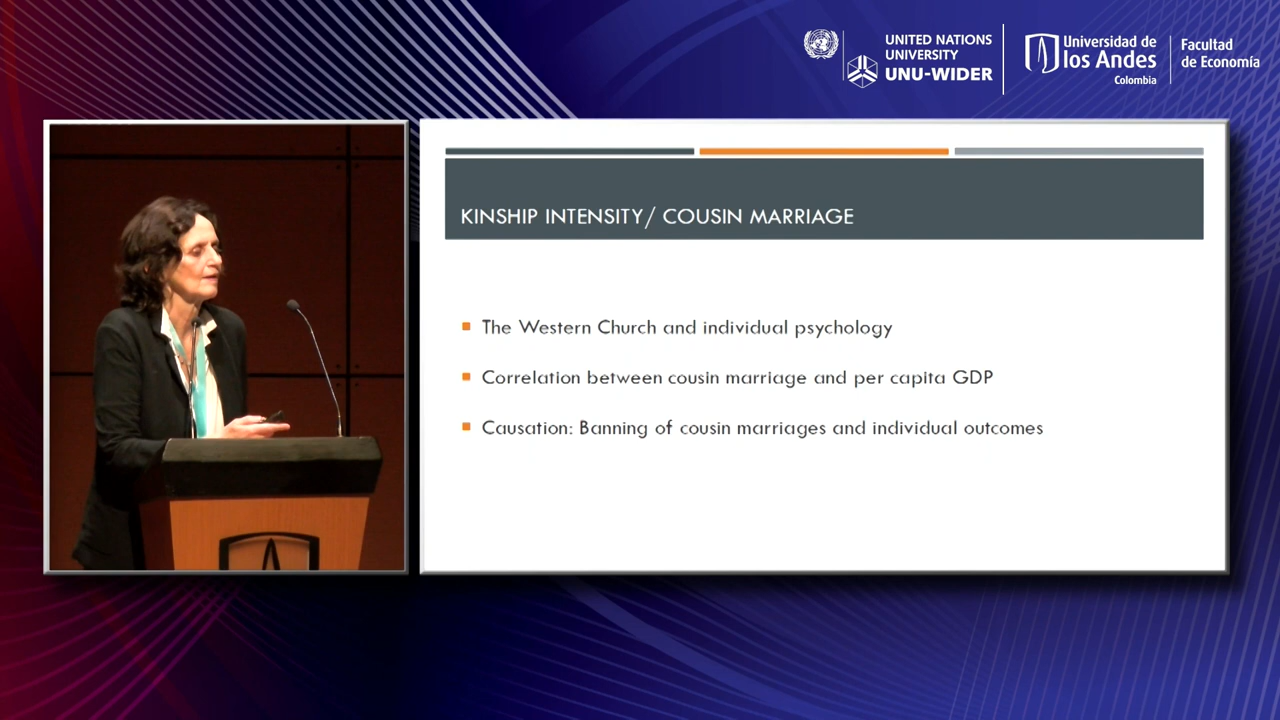 UNITED NATIONS
UNIVERSITY
UNU-WIDER
Universidad de
los Andes
Colombia
Facultad
de Economía
KINSHIP INTENSITY/ COUSIN MARRIAGE
The Western Church and individual psychology
Correlation between cousin marriage and per capita GDP
Causation: Banning of cousin marriages and individual outcomes